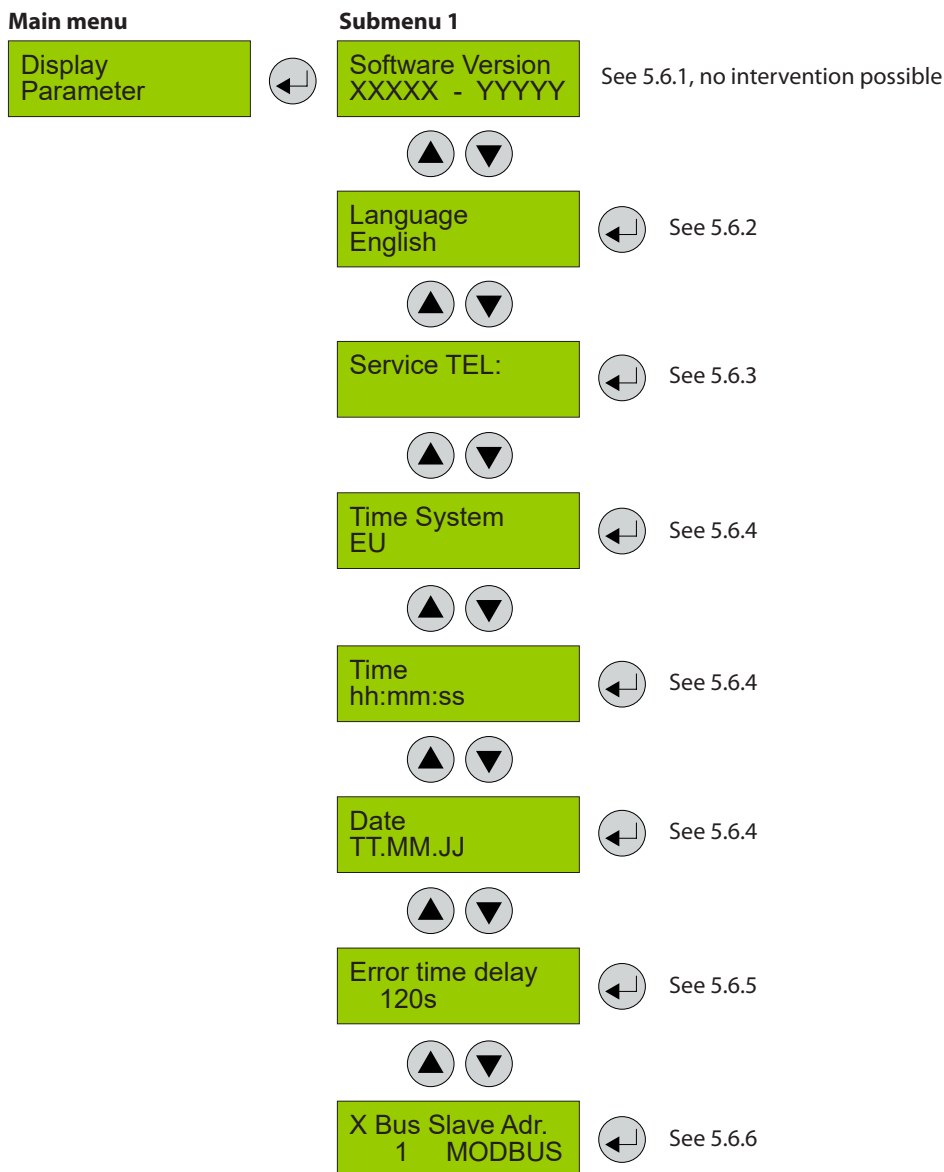 Main menu
Submenu 1
Display
Parameter
Software Version
XXXXX - YYYYY
See 5.6.1, no intervention possible
Language
English
See 5.6.2
Service TEL:
See 5.6.3
Time System
EU
See 5.6.4
Time
hh:mm:ss
See 5.6.4
Date
TT.MM.JJ
See 5.6.4
Error time delay
120s
See 5.6.5
X Bus Slave Adr.
1 MODBUS
See 5.6.6